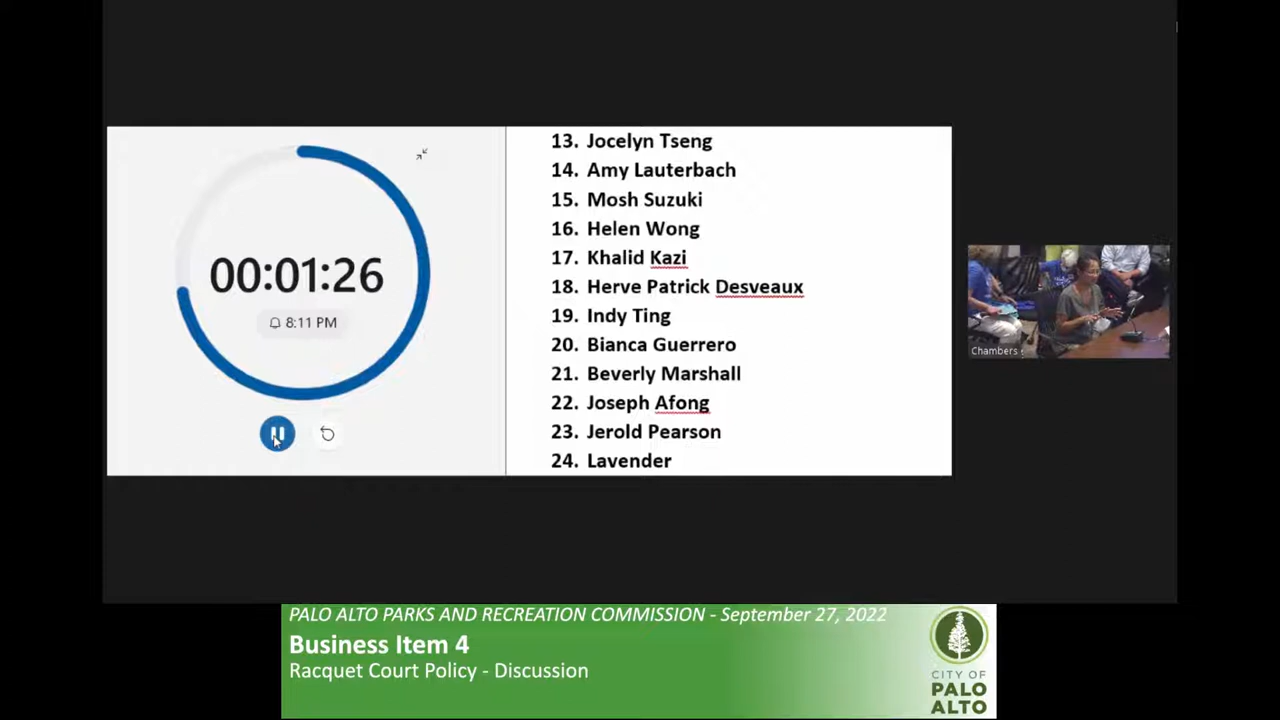 00:01:26
8:11 PM
13. Jocelyn Tseng
14. Amy Lauterbach
15. Mosh Suzuki
16. Helen Wong
17. Khalid Kazi
18. Herve Patrick Desveaux
19. Indy Ting
20. Bianca Guerrero
21. Beverly Marshall
22. Joseph Afong
23. Jerold Pearson
24. Lavender
Chambers
PALO ALTO PARKS AND RECREATION COMMISSION - September 27, 2022
Business Item 4
Racquet Court Policy - Discussion
CITY OF
PALO
ALTO